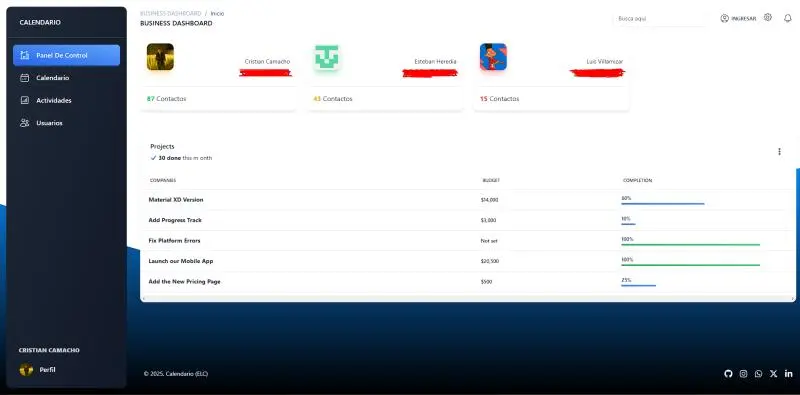 CALENDARIO
Panel De Control
Calendario
Actividades
Usuarios
CRISTIAN CAMACHO
Perfil
BUSINESS DASHBOARD / Inicio
BUSINESS DASHBOARD
Busca aqui
INGRESAR
Cristian Camacho
87 Contactos
Esteban Heredia
43 Contactos
Luis Villamizar
15 Contactos
Projects
30 done this month
COMPANIES BUDGET COMPLETION
Material XD Version $14,000 60%
Add Progress Track $3,000 10%
Fix Platform Errors Not set 100%
Launch our Mobile App $20,500 100%
Add the New Pricing Page $500 25%
© 2025, Calendario (ELC)